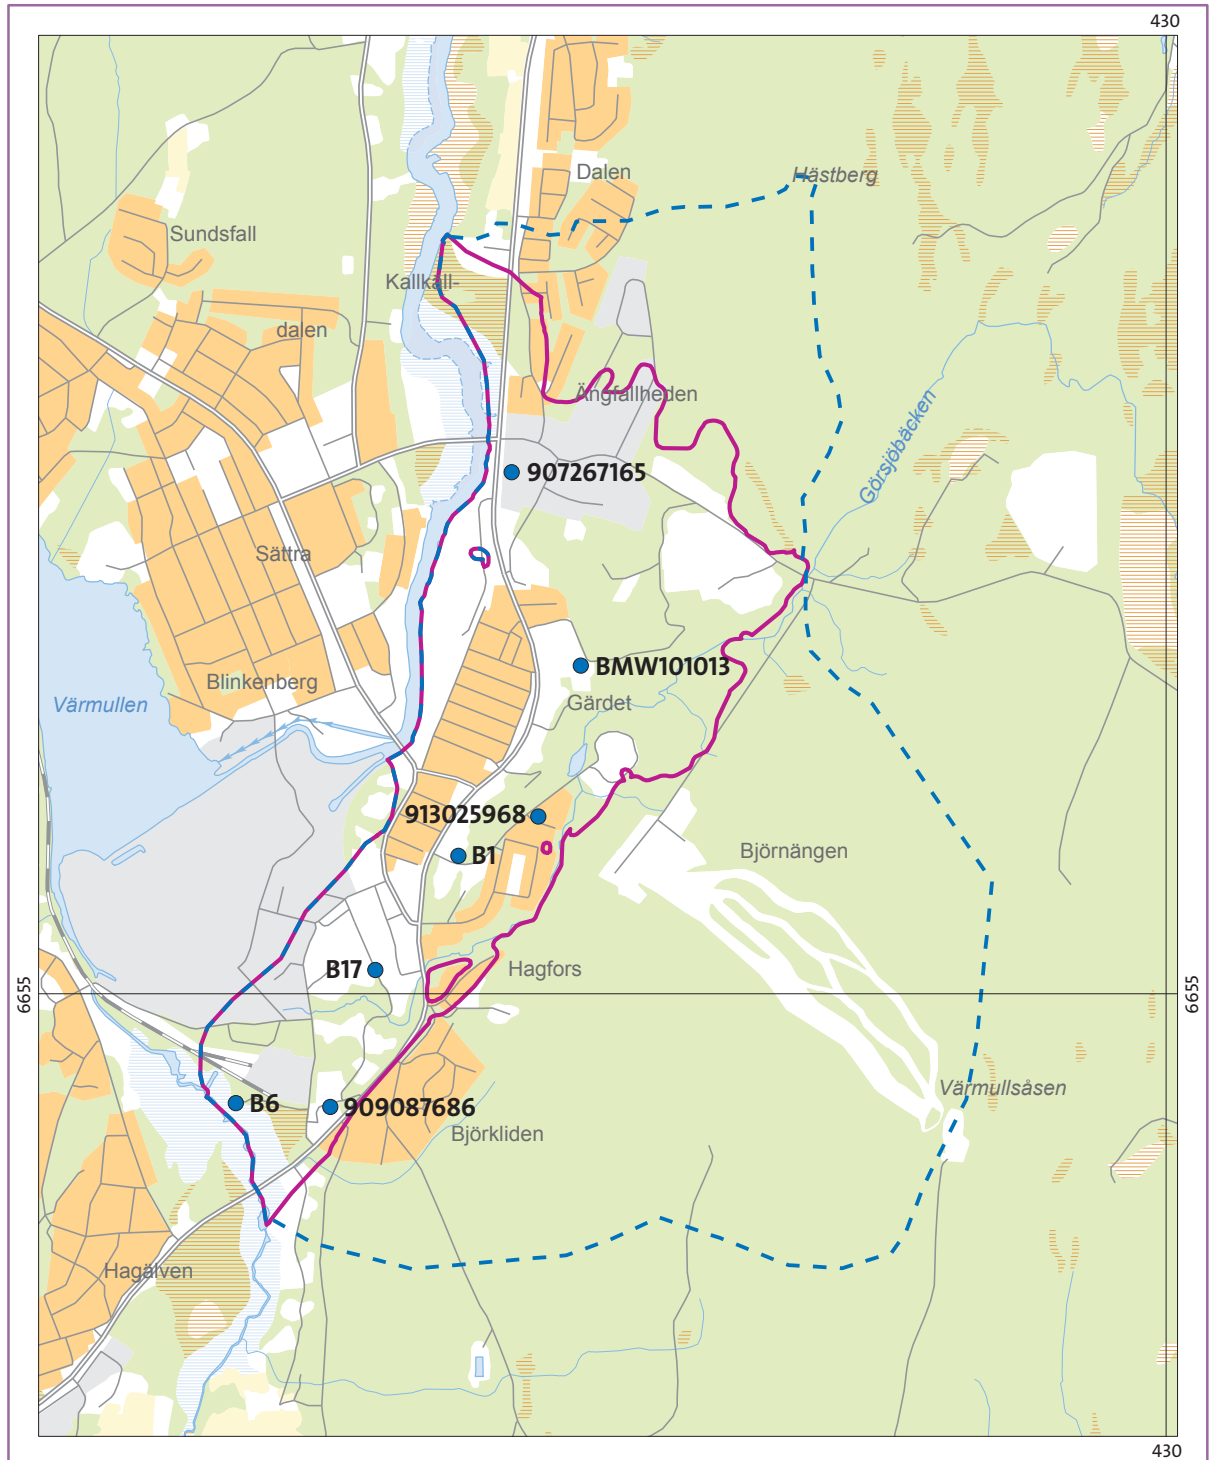 430
Dalen
Hästberg
Sundsfall
Kallkäll-
dalen
Ängfallheden
Görsjöbäcken
907267165
Sättra
BMW101013
Blinkenberg
Gärdet
Värmullen
913025968
B1
Björnängen
B17
Hagfors
6655
6655
Värmullsåsen
B6
909087686
Björkliden
Hagälven
430